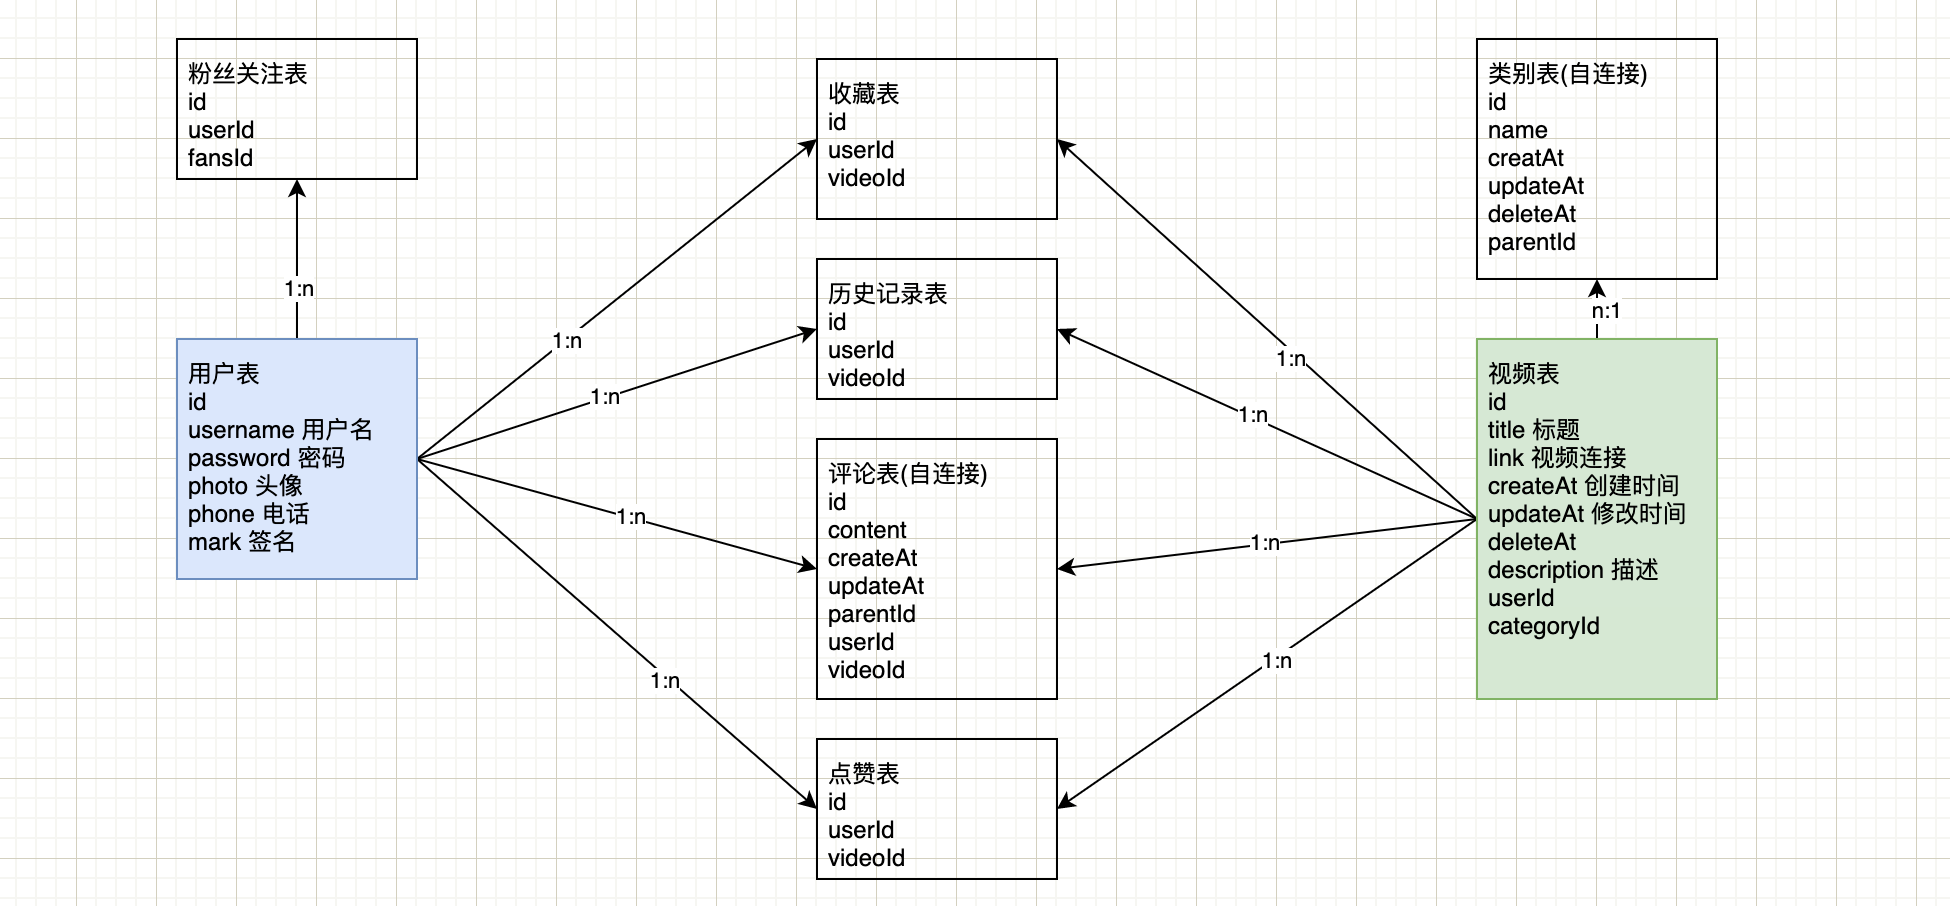 粉丝关注表
id
userId
fansId
1:n
用户表
id
username 用户名
password 密码
photo 头像
phone 电话
mark 签名
1:n
1:n
1:n
1:n
收藏表
id
userId
videoId
历史记录表
id
userId
videoId
评论表(自连接)
id
content
createAt
updateAt
parentId
userId
videoId
点赞表
id
userId
videoId
1:n
1:n
1:n
1:n
类别表(自连接)
id
name
creatAt
updateAt
deleteAt
parentId
n:1
视频表
id
title 标题
link 视频连接
createAt 创建时间
updateAt 修改时间
deleteAt
description 描述
userId
categoryId